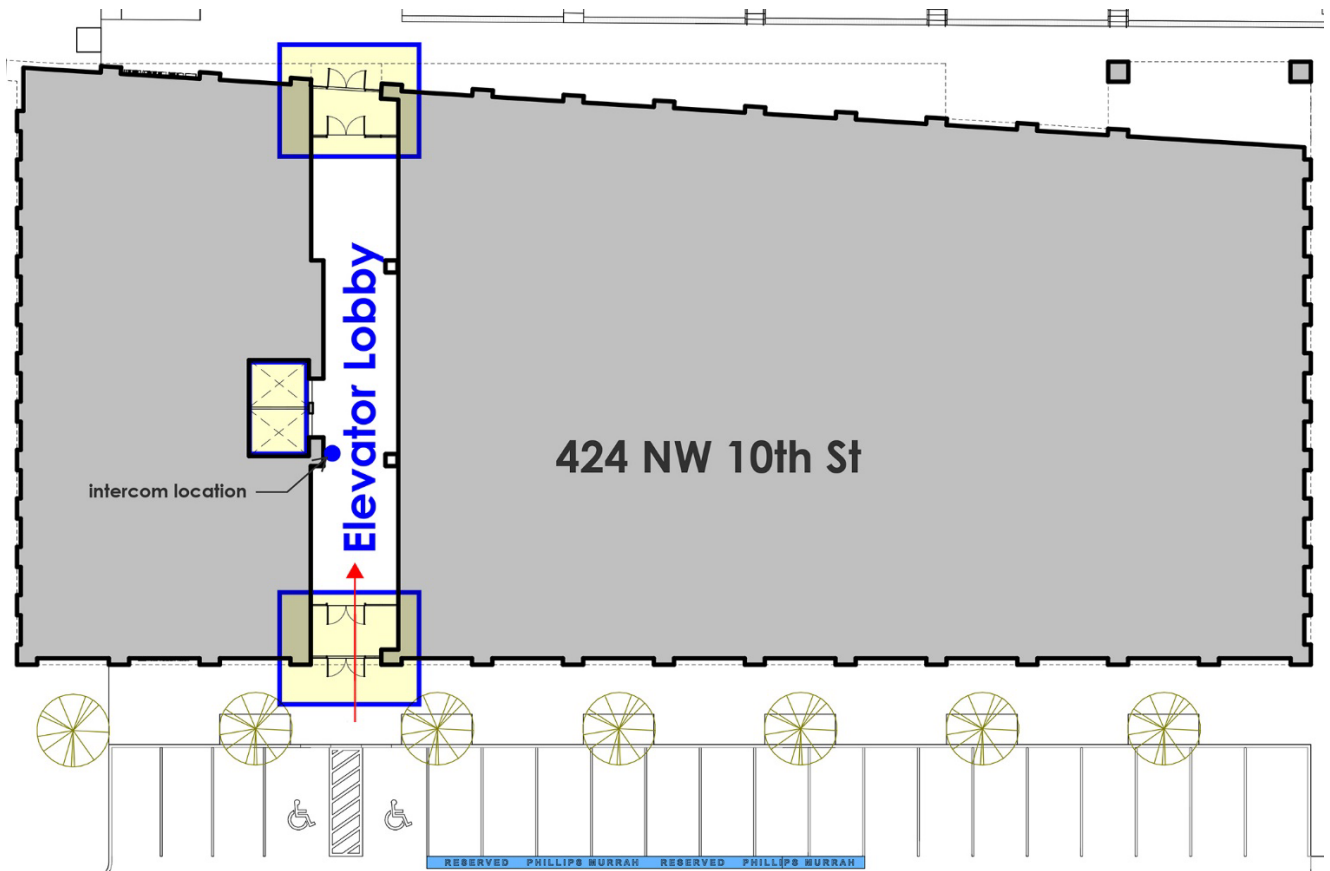 Elevator Lobby
424 NW 10th St
intercom location
RESERVED PHILLIPS MURRAH RESERVED PHILLIPS MURRAH